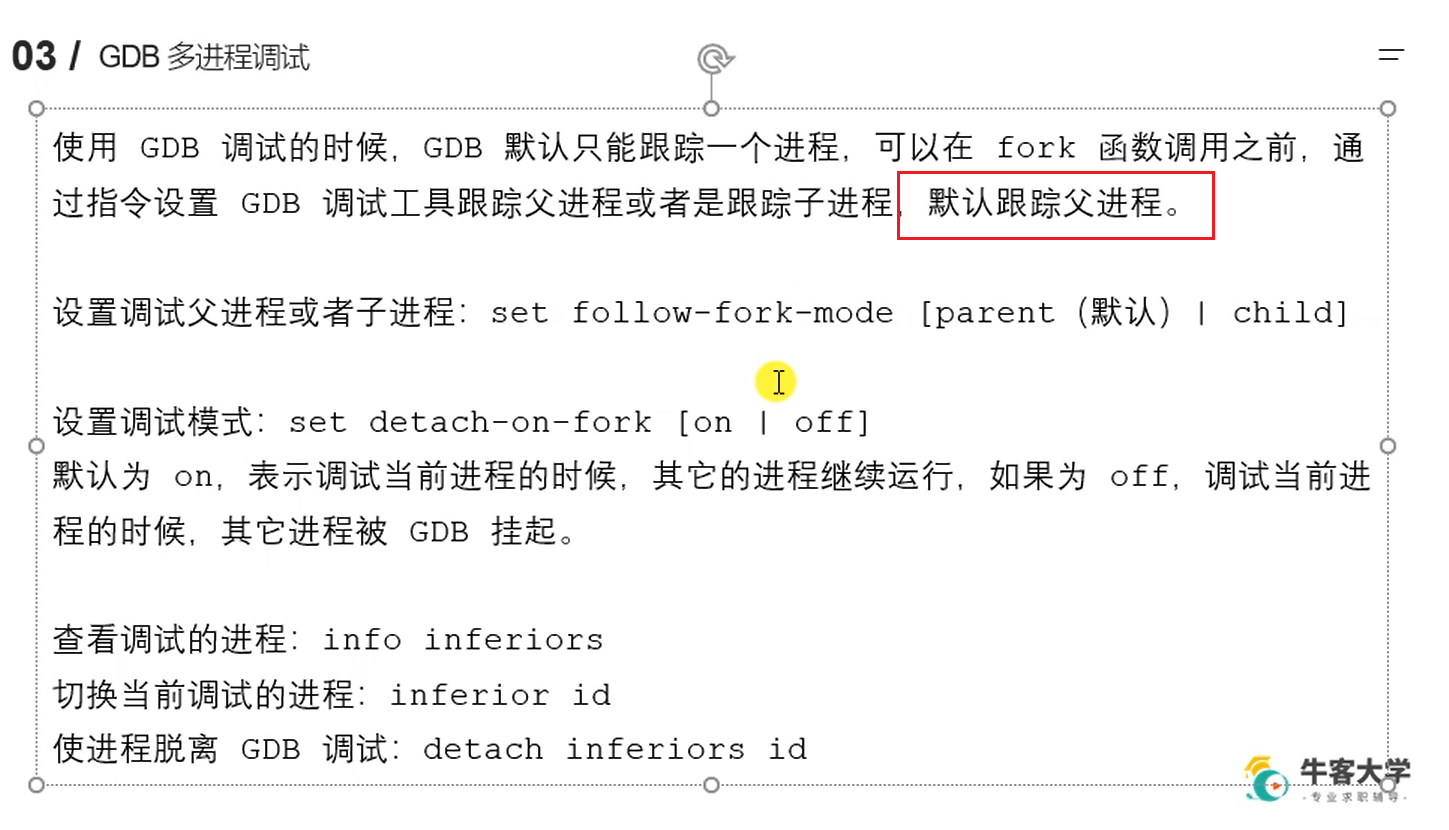 03 / GDB 多进程调试
使用 GDB 调试的时候，GDB 默认只能跟踪一个进程，可以在 fork 函数调用之前，通
过指令设置 GDB 调试工具跟踪父进程或者是跟踪子进程，默认跟踪父进程。
设置调试父进程或者子进程：set follow-fork-mode [parent（默认）| child]
设置调试模式：set detach-on-fork [on | off]
默认为 on，表示调试当前进程的时候，其它的进程继续运行，如果为 off，调试当前进
程的时候，其它进程被 GDB 挂起。
查看调试的进程：info inferiors
切换当前调试的进程：inferior id
使进程脱离 GDB 调试：detach inferiors id
牛客大学
·专业求职辅导·